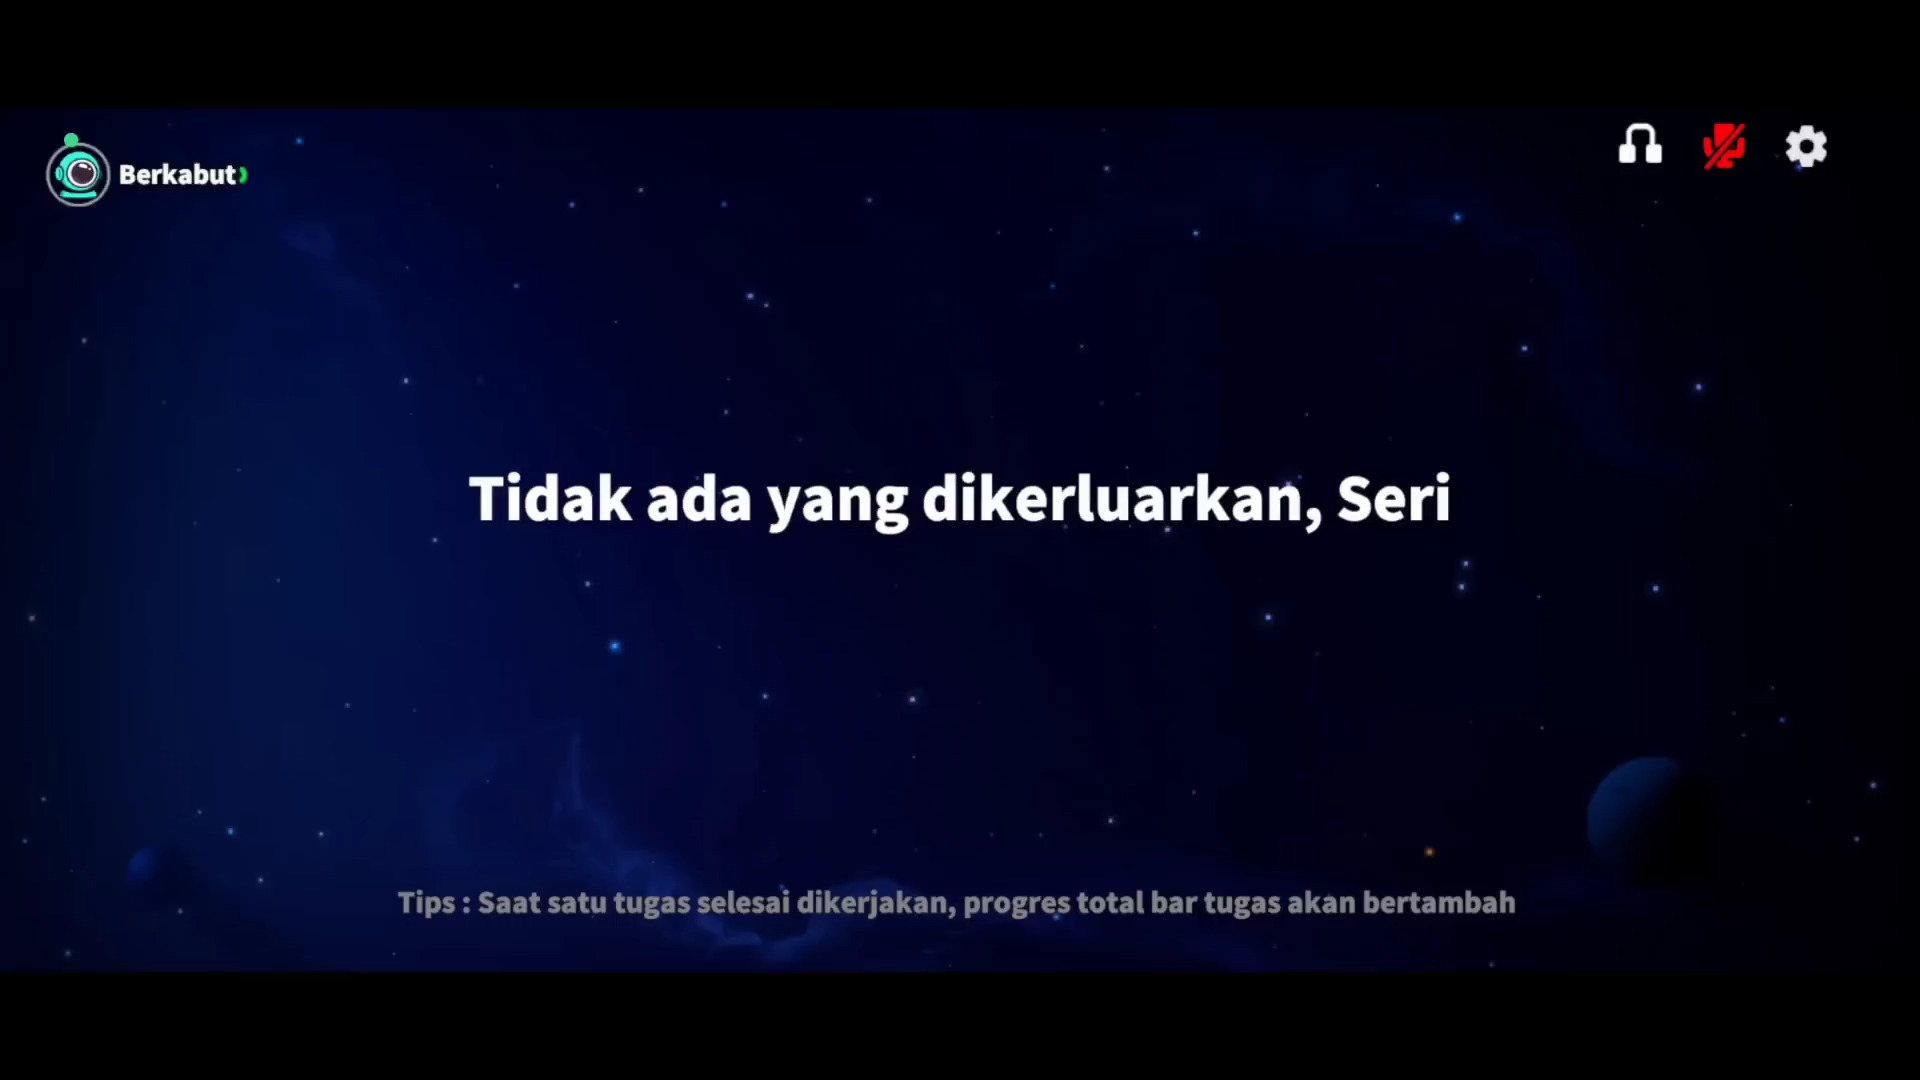 Berkabut
Tidak ada yang dikerluarkan, Seri
Tips : Saat satu tugas selesai dikerjakan, progres total bar tugas akan bertambah